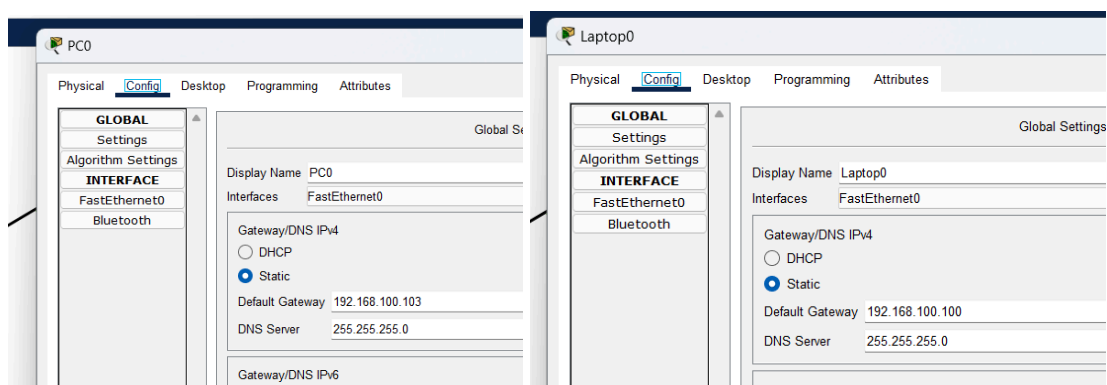 PC0
Physical Config Desktop Programming Attributes
GLOBAL
Settings
Algorithm Settings
INTERFACE
FastEthernet0
Bluetooth
Global Se
Display Name PC0
Interfaces FastEthernet0
Gateway/DNS IPv4
DHCP
Static
Default Gateway 192.168.100.103
DNS Server 255.255.255.0
Gateway/DNS IPv6
Laptop0
Physical Config Desktop Programming Attributes
GLOBAL
Settings
Algorithm Settings
INTERFACE
FastEthernet0
Bluetooth
Global Settings
Display Name Laptop0
Interfaces FastEthernet0
Gateway/DNS IPv4
DHCP
Static
Default Gateway 192.168.100.100
DNS Server 255.255.255.0